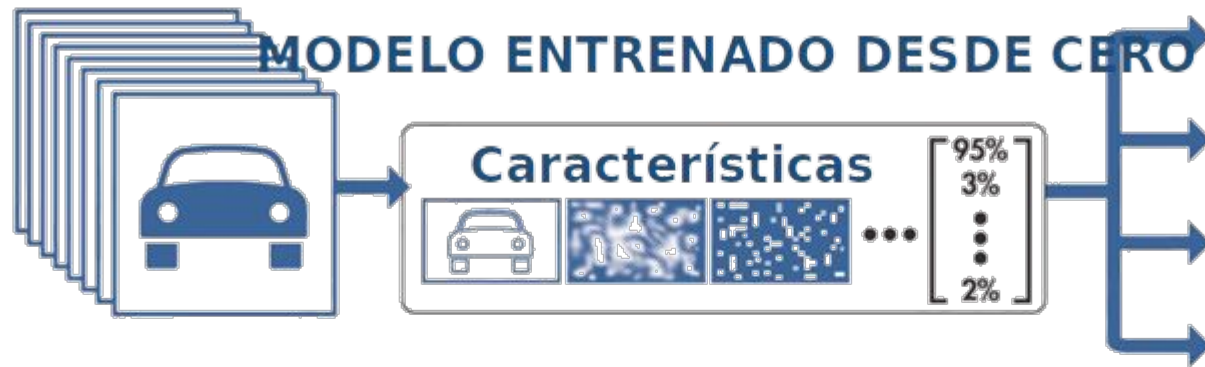 MODELO ENTRENADO DESDE CERO
Características
95%
3%
2%